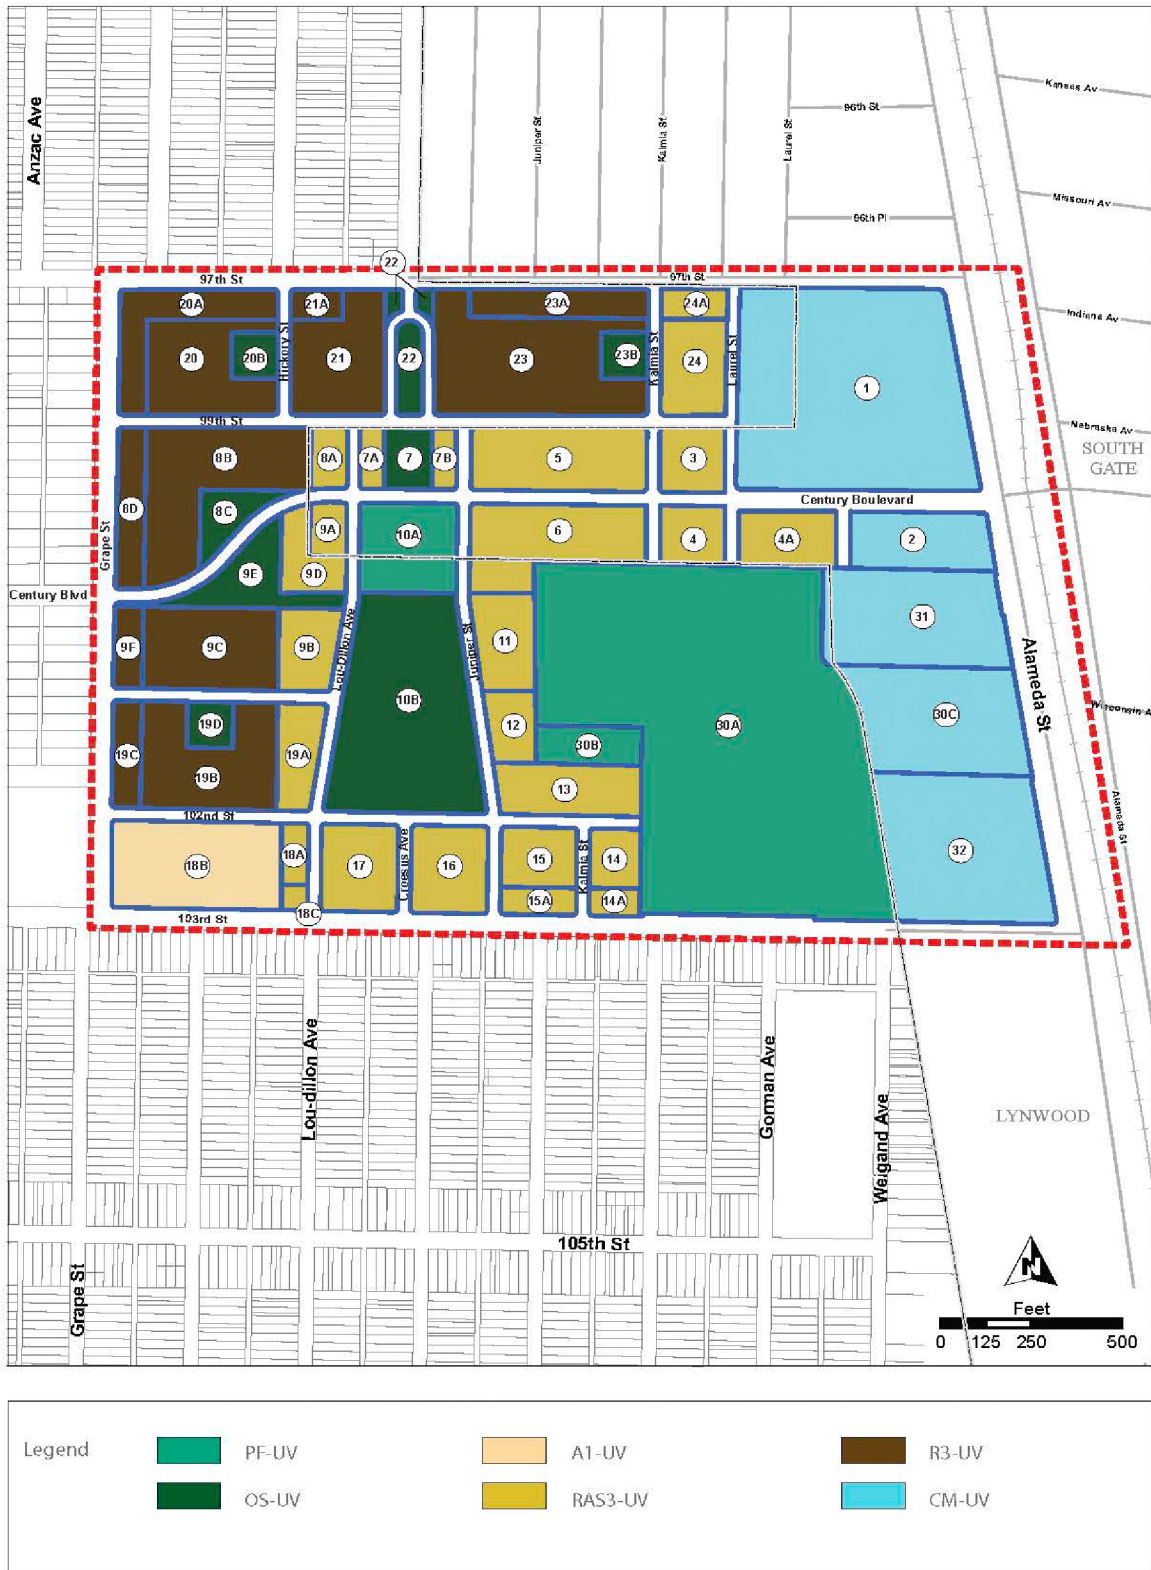 Anzac Ave
Juniper St
Kalmia St
Laurel St
96th St
96th Pl
Kansas Av
Missouri Av
Indiana Av
Nebraska Av
SOUTH
GATE
22
97th St
97th St
20A
21A
23A
24A
20
20B
Hickory St
21
22
23
23B
Kalmia St
24
Laurel St
1
99th St
8B
8A
7A
7
7B
5
3
8D
8C
Century Boulevard
Grape St
9A
10A
6
4
4A
2
9E
9D
Century Blvd
31
9F
9C
9B
Lou-Dillon Ave
Juniper St
11
10B
Alameda St
19D
12
30A
30C
Wisconsin A
30B
19C
19B
19A
13
102nd St
Alameda St
18B
18A
17
Croesus Ave
16
15
Kalmia St
14
32
15A
14A
103rd St
18C
Lou-dillon Ave
Gorman Ave
Weigand Ave
LYNWOOD
105th St
Grape St
N
Feet
0 125 250 500
Legend
PF-UV
A1-UV
R3-UV
OS-UV
RAS3-UV
CM-UV